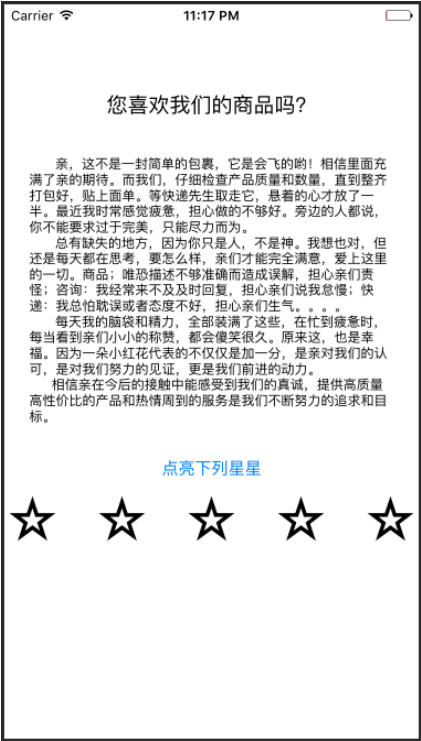 Carrier 11:17 PM
您喜欢我们的商品吗?
亲，这不是一封简单的包裹，它是会飞的哟！相信里面充
满了亲的期待。而我们，仔细检查产品质量和数量，直到整齐
打包好，贴上面单。等快递先生取走它，悬着的心才放了一
半。最近我时常感觉疲惫，担心做的不够好。旁边的人都说，
你不能要求过于完美，只能尽力而为。
总有缺失的地方，因为你只是人，不是神。我想也对，但
还是每天都在思考，要怎么样，亲们才能完全满意，爱上这里
的一切。商品；唯恐描述不够准确而造成误解，担心亲们责
怪；咨询：我经常来不及及时回复，担心亲们说我怠慢；快
递：我总怕耽误或者态度不好，担心亲们生气。。。。
每天我的脑袋和精力，全部装满了这些，在忙到疲惫时，
每当看到亲们小小的称赞，都会傻笑很久。原来这，也是幸
福。因为一朵小红花代表的不仅仅是加一分，是亲对我们的认
可，是对我们努力的见证，更是我们前进的动力。
相信亲在今后的接触中能感受到我们的真诚，提供高质量
高性价比的产品和热情周到的服务是我们不断努力的追求和目
标。
点亮下列星星